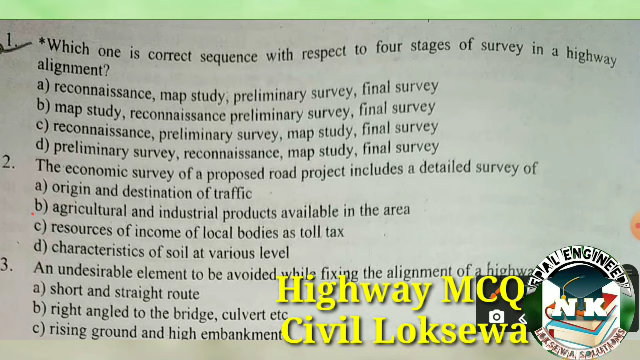 1. *Which one is correct sequence with respect to four stages of survey in a highway
alignment?
a) reconnaissance, map study, preliminary survey, final survey
b) map study, reconnaissance preliminary survey, final survey
c) reconnaissance, preliminary survey, map study, final survey
d) preliminary survey, reconnaissance, map study, final survey
2. The economic survey of a proposed road project includes a detailed survey of
a) origin and destination of traffic
b) agricultural and industrial products available in the area
c) resources of income of local bodies as toll tax
d) characteristics of soil at various level
3. An undesirable element to be avoided while fixing the alignment of a
a) short and straight route
b) right angled to the bridge, culvert etc
c) rising ground and high embankment
Highway MCQ
Civil Loksewa
NK
LOKSEWA SOLUTIONS